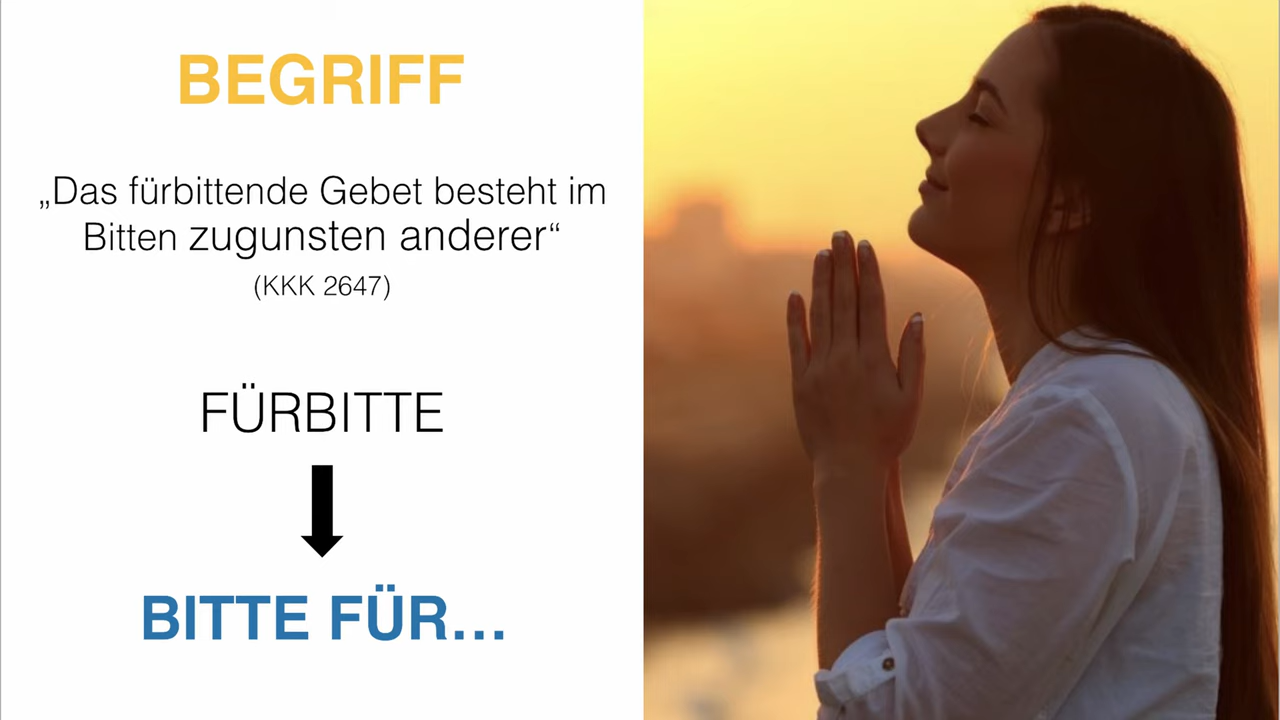 BEGRIFF
„Das fürbittende Gebet besteht im
Bitten zugunsten anderer“
(KKK 2647)
FÜRBITTE
BITTE FÜR...